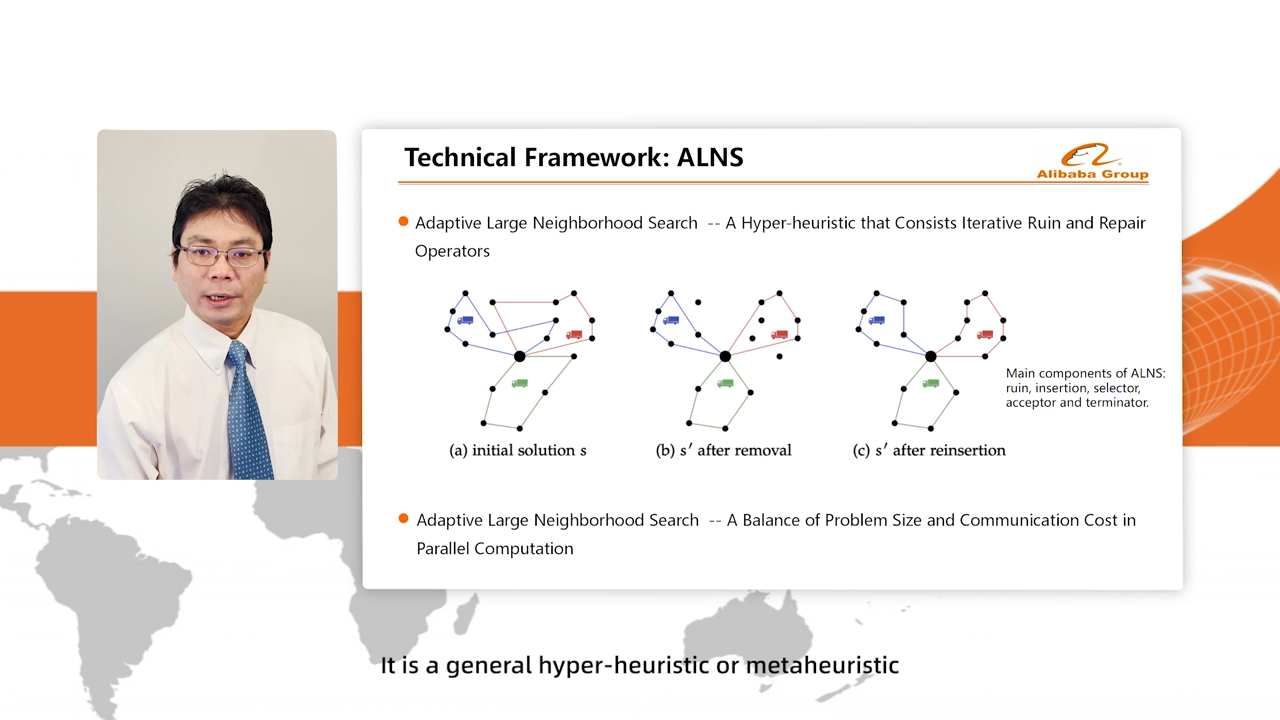 Technical Framework: ALNS
Alibaba Group
Adaptive Large Neighborhood Search -- A Hyper-heuristic that Consists Iterative Ruin and Repair
Operators
Main components of ALNS:
ruin, insertion, selector,
acceptor and terminator.
(a) initial solution s
(b) s′ after removal
(c) s′ after reinsertion
Adaptive Large Neighborhood Search -- A Balance of Problem Size and Communication Cost in
Parallel Computation
It is a general hyper-heuristic or metaheuristic